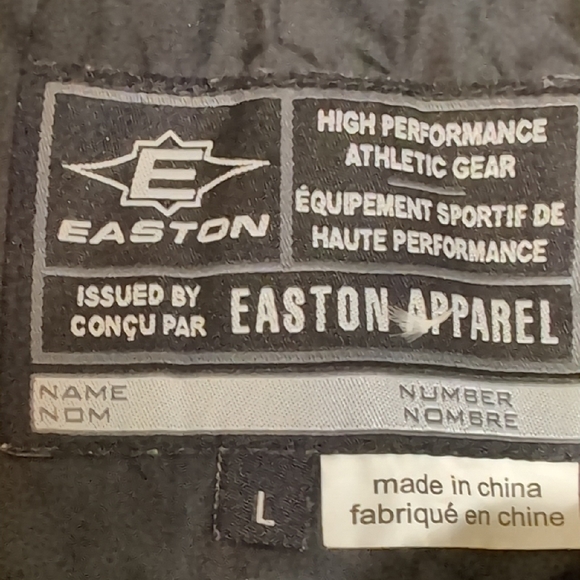 E
EASTON
HIGH PERFORMANCE
ATHLETIC GEAR
ÉQUIPEMENT SPORTIF DE
HAUTE PERFORMANCE
ISSUED BY
CONÇU PAR
EASTON APPAREL
NAME
NOM
NUMBER
NOMBRE
L
made in china
fabriqué en chine